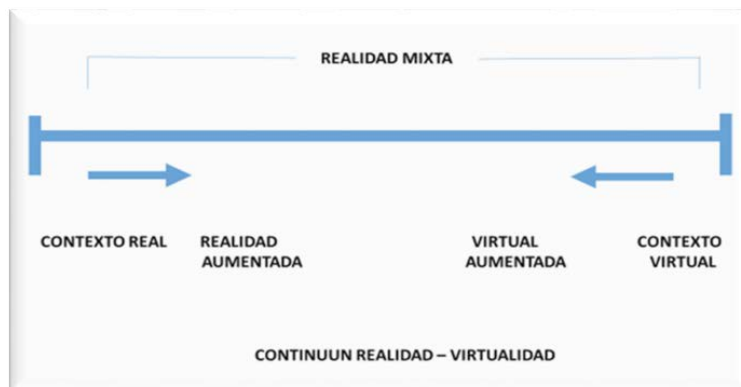 REALIDAD MIXTA
CONTEXTO REAL
REALIDAD
AUMENTADA
VIRTUAL
AUMENTADA
CONTEXTO
VIRTUAL
CONTINUUN REALIDAD – VIRTUALIDAD